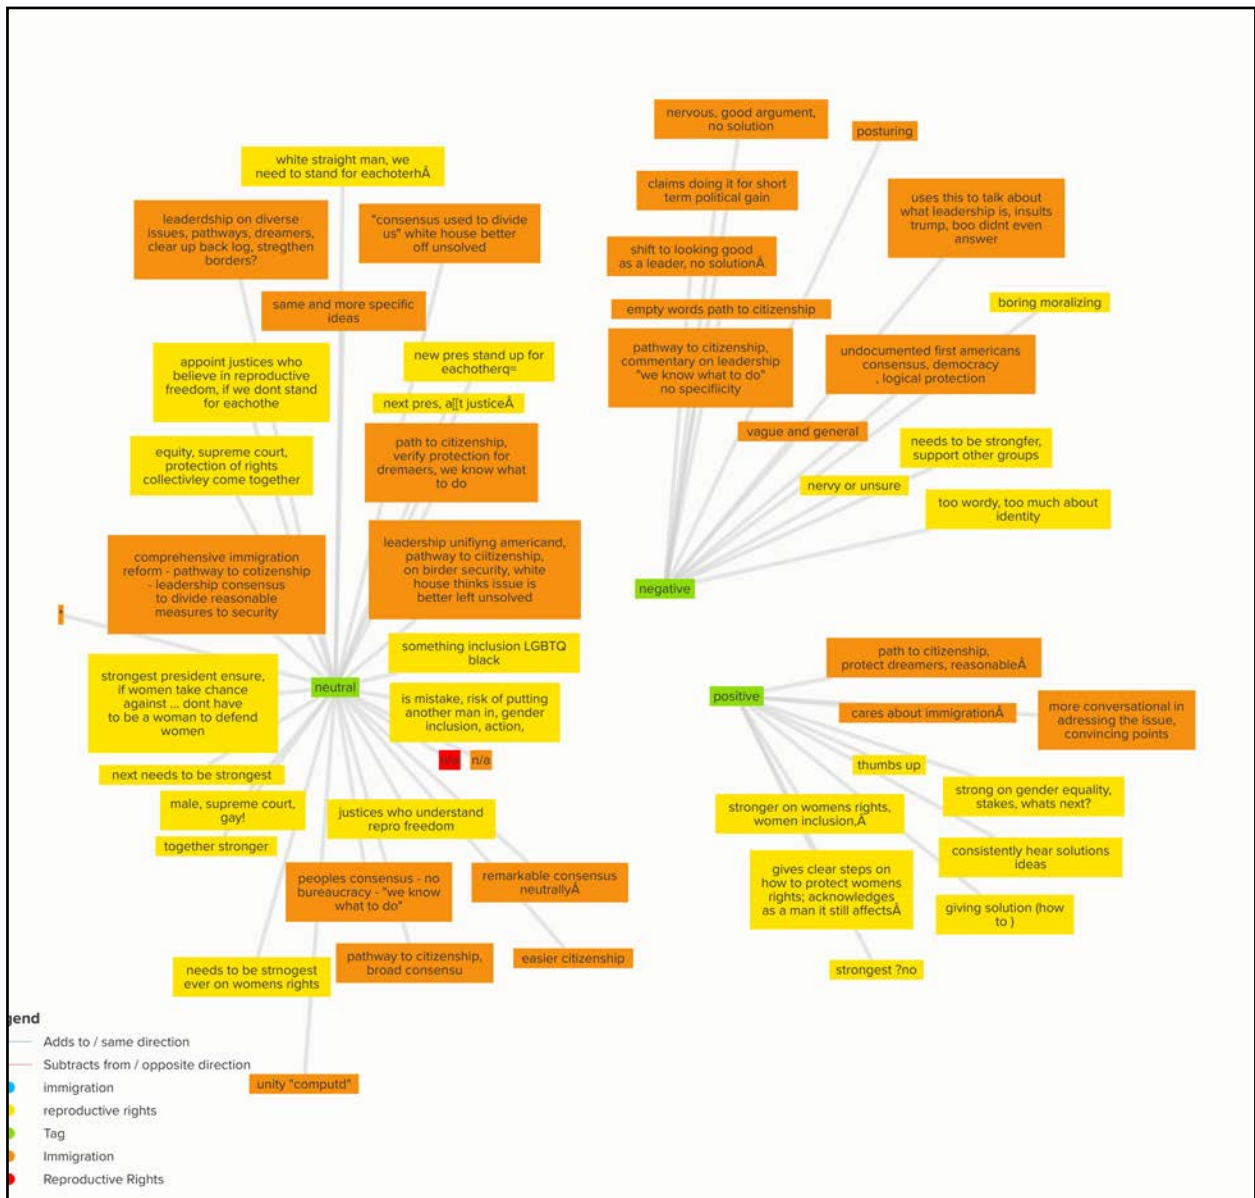 nervous, good argument,
no solution
posturing
white straight man, we
need to stand for eachoterhÂ
claims doing it for short
term political gain
uses this to talk about
what leadership is, insults
trump, boo didnt even
answer
leaderdship on diverse
issues, pathways, dreamers,
clear up back log, stregthen
borders?
"consensus used to divide
us" white house better
off unsolved
shift to looking good
as a leader, no solutionÂ
same and more specific
ideas
empty words path to citizenship
boring moralizing
appoint justices who
believe in reproductive
freedom, if we dont stand
for eachothe
new pres stand up for
eachotherq=
pathway to citizenship,
commentary on leadership
"we know what to do"
no specifiicity
undocumented first americans
consensus, democracy
, logical protection
next pres, a[[t justiceÂ
path to citizenship,
verify protection for
dremaers, we know what
to do
vague and general
needs to be strongfer,
support other groups
equity, supreme court,
protection of rights
collectivley come together
nervy or unsure
too wordy, too much about
identity
comprehensive immigration
reform - pathway to cotizenship
- leadership consensus
to divide reasonable
measures to security
leadership unifiyng americand,
pathway to ciitizenship,
on birder security, white
house thinks issue is
better left unsolved
negative
something inclusion LGBTQ
black
path to citizenship,
protect dreamers, reasonableÂ
strongest president ensure,
if women take chance
against ... dont have
to be a woman to defend
women
neutral
is mistake, risk of putting
another man in, gender
inclusion, action,
positive
cares about immigrationÂ
more conversational in
adressing the issue,
convincing points
n/a
n/a
next needs to be strongest
thumbs up
male, supreme court,
gay!
justices who understand
repro freedom
stronger on womens rights,
women inclusion,Â
strong on gender equality,
stakes, whats next?
together stronger
consistently hear solutions
ideas
peoples consensus - no
bureaucracy - "we know
what to do"
remarkable consensus
neutrallyÂ
gives clear steps on
how to protect womens
rights; acknowledges
as a man it still affectsÂ
giving solution (how
to )
needs to be strnogest
ever on womens rights
pathway to citizenship,
broad consensu
easier citizenship
strongest ?no
unity "computd"
gend
Adds to / same direction
Subtracts from / opposite direction
immigration
reproductive rights
Tag
Immigration
Reproductive Rights